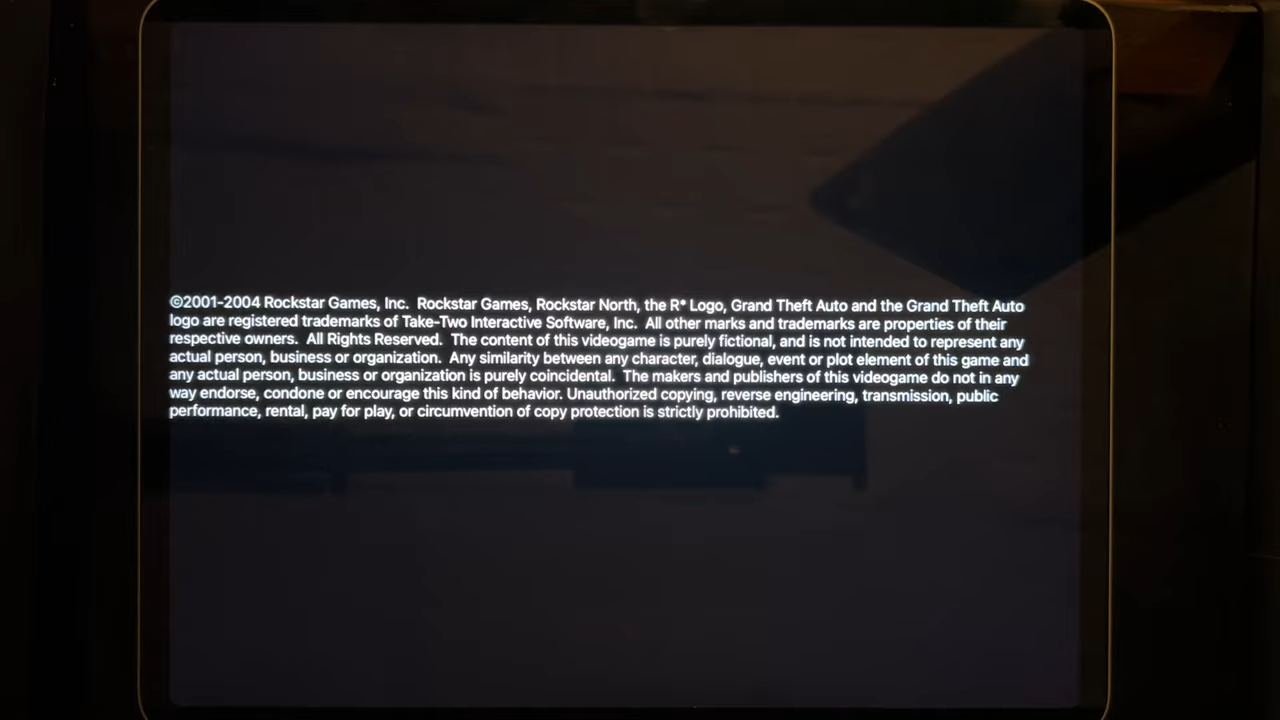 ©2001-2004 Rockstar Games, Inc.  Rockstar Games, Rockstar North, the R* Logo, Grand Theft Auto and the Grand Theft Auto
logo are registered trademarks of Take-Two Interactive Software, Inc.  All other marks and trademarks are properties of their
respective owners.  All Rights Reserved.  The content of this videogame is purely fictional, and is not intended to represent any
actual person, business or organization.  Any similarity between any character, dialogue, event or plot element of this game and
any actual person, business or organization is purely coincidental.  The makers and publishers of this videogame do not in any
way endorse, condone or encourage this kind of behavior. Unauthorized copying, reverse engineering, transmission, public
performance, rental, pay for play, or circumvention of copy protection is strictly prohibited.